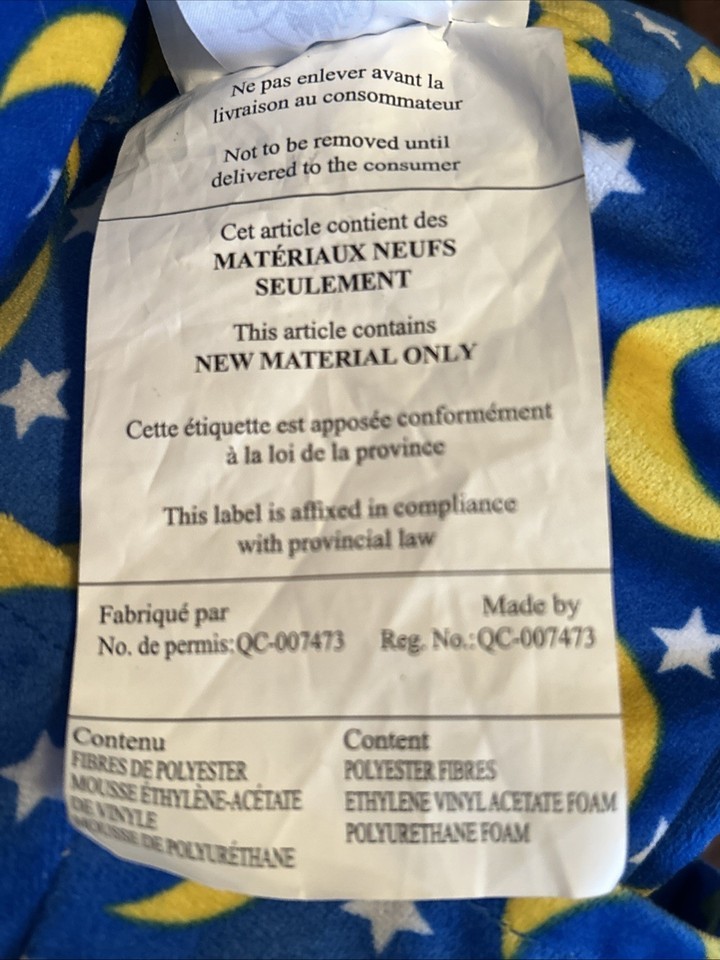 Ne pas enlever avant la
livraison au consommateur
Not to be removed until
delivered to the consumer
Cet article contient des
MATÉRIAUX NEUFS
SEULEMENT
This article contains
NEW MATERIAL ONLY
Cette étiquette est apposée conformément
à la loi de la province
This label is affixed in compliance
with provincial law
Fabriqué par
No. de permis:QC-007473
Made by
Reg. No.:QC-007473
Contenu
FIBRES DE POLYESTER
MOUSSE ÉTHYLÈNE-ACÉTATE
DE VINYLE
MOUSSE DE POLYURÉTHANE
Content
POLYESTER FIBRES
ETHYLENE VINYL ACETATE FOAM
POLYURETHANE FOAM